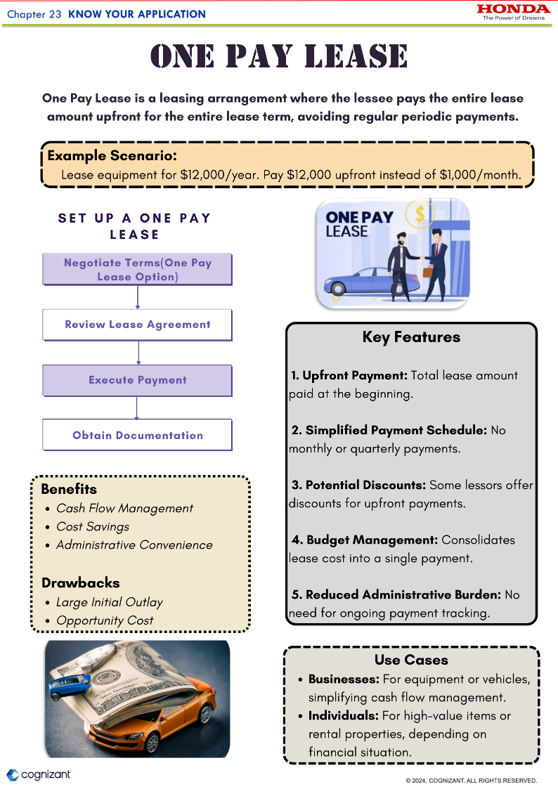 Chapter 23 KNOW YOUR APPLICATION
HONDA
The Power of Dreams
ONE PAY LEASE
One Pay Lease is a leasing arrangement where the lessee pays the entire lease
amount upfront for the entire lease term, avoiding regular periodic payments.
Example Scenario:
Lease equipment for $12,000/year. Pay $12,000 upfront instead of $1,000/month.
SET UP A ONE PAY
LEASE
Negotiate Terms(One Pay
Lease Option)
Review Lease Agreement
Execute Payment
Obtain Documentation
Benefits
• Cash Flow Management
• Cost Savings
• Administrative Convenience
Drawbacks
• Large Initial Outlay
• Opportunity Cost
ONE PAY
LEASE
$
Key Features
1. Upfront Payment: Total lease amount
paid at the beginning.
2. Simplified Payment Schedule: No
monthly or quarterly payments.
3. Potential Discounts: Some lessors offer
discounts for upfront payments.
4. Budget Management: Consolidates
lease cost into a single payment.
5. Reduced Administrative Burden: No
need for ongoing payment tracking.
Use Cases
• Businesses: For equipment or vehicles,
simplifying cash flow management.
• Individuals: For high-value items or
rental properties, depending on
financial situation.
cognizant
© 2024, COGNIZANT. ALL RIGHTS RESERVED.